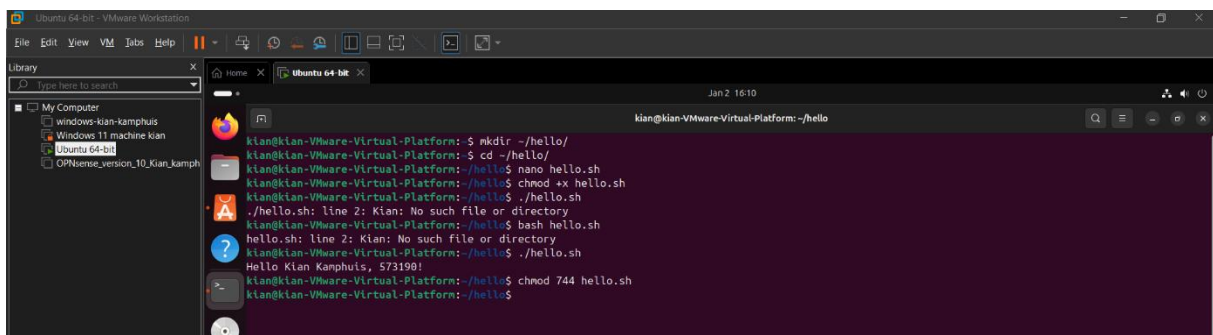 Ubuntu 64-bit - VMware Workstation
File Edit View VM Tabs Help
Library
Type here to search
My Computer
windows-kian-kamphuis
Windows 11 machine kian
Ubuntu 64-bit
OPNsense_version_10_Kian_kamph
Home
Ubuntu 64-bit
Jan 2 16:10
kian@kian-VMware-Virtual-Platform: ~/hello
kian@kian-VMware-Virtual-Platform:~$ mkdir ~/hello/
kian@kian-VMware-Virtual-Platform:~$ cd ~/hello/
kian@kian-VMware-Virtual-Platform:~/hello$ nano hello.sh
kian@kian-VMware-Virtual-Platform:~/hello$ chmod +x hello.sh
kian@kian-VMware-Virtual-Platform:~/hello$ ./hello.sh
./hello.sh: line 2: Kian: No such file or directory
kian@kian-VMware-Virtual-Platform:~/hello$ bash hello.sh
hello.sh: line 2: Kian: No such file or directory
kian@kian-VMware-Virtual-Platform:~/hello$ ./hello.sh
Hello Kian Kamphuis, 573190!
kian@kian-VMware-Virtual-Platform:~/hello$ chmod 744 hello.sh
kian@kian-VMware-Virtual-Platform:~/hello$